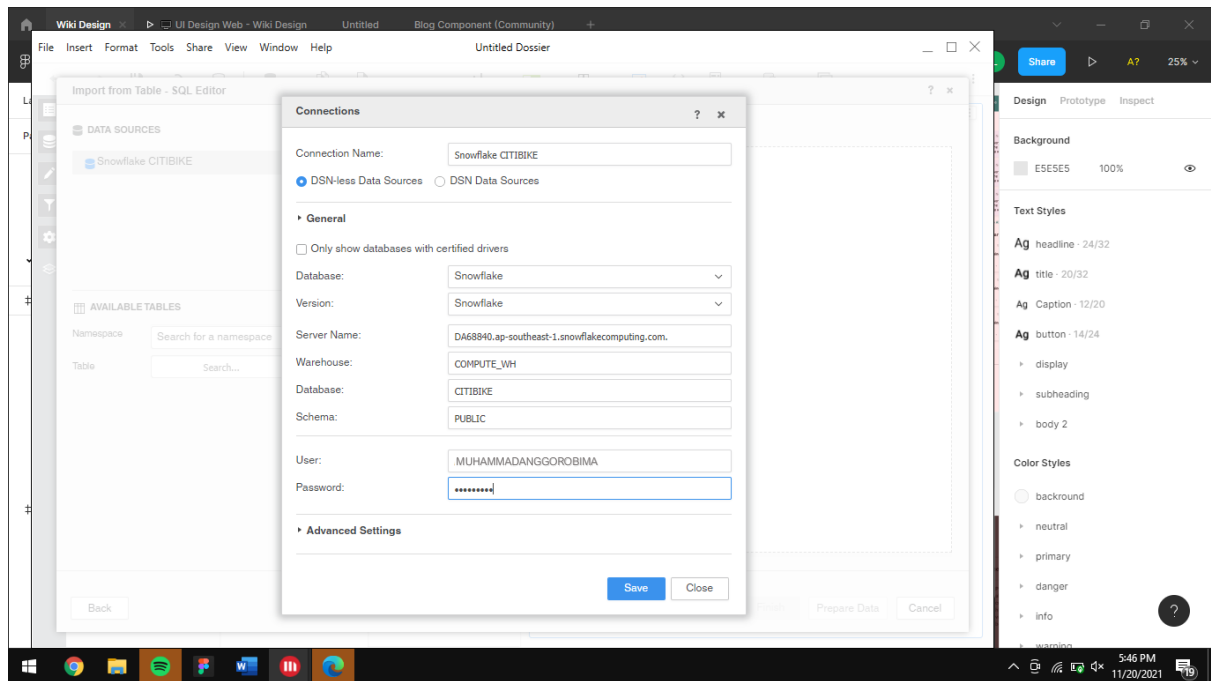 Wiki Design
UI Design Web - Wiki Design
Untitled
Blog Component (Community)
File Insert Format Tools Share View Window Help
Untitled Dossier
Share
A?
25%
Import from Table - SQL Editor
DATA SOURCES
Snowflake CITIBIKE
AVAILABLE TABLES
Namespace
Search for a namespace
Table
Search...
Back
Prepare Data
Cancel
Connections
?
Connection Name:
Snowflake CITIBIKE
DSN-less Data Sources
DSN Data Sources
General
Only show databases with certified drivers
Database:
Snowflake
Version:
Snowflake
Server Name:
DA68840.ap-southeast-1.snowflakecomputing.com.
Warehouse:
COMPUTE_WH
Database:
CITIBIKE
Schema:
PUBLIC
User:
MUHAMMADANGGOROBIMA
Password:
•••••••••
Advanced Settings
Save
Close
Design Prototype Inspect
Background
E5E5E5 100%
Text Styles
Ag headline · 24/32
Ag title · 20/32
Ag Caption · 12/20
Ag button · 14/24
display
subheading
body 2
Color Styles
backround
neutral
primary
danger
info
warning
?
5:46 PM
11/20/2021
19